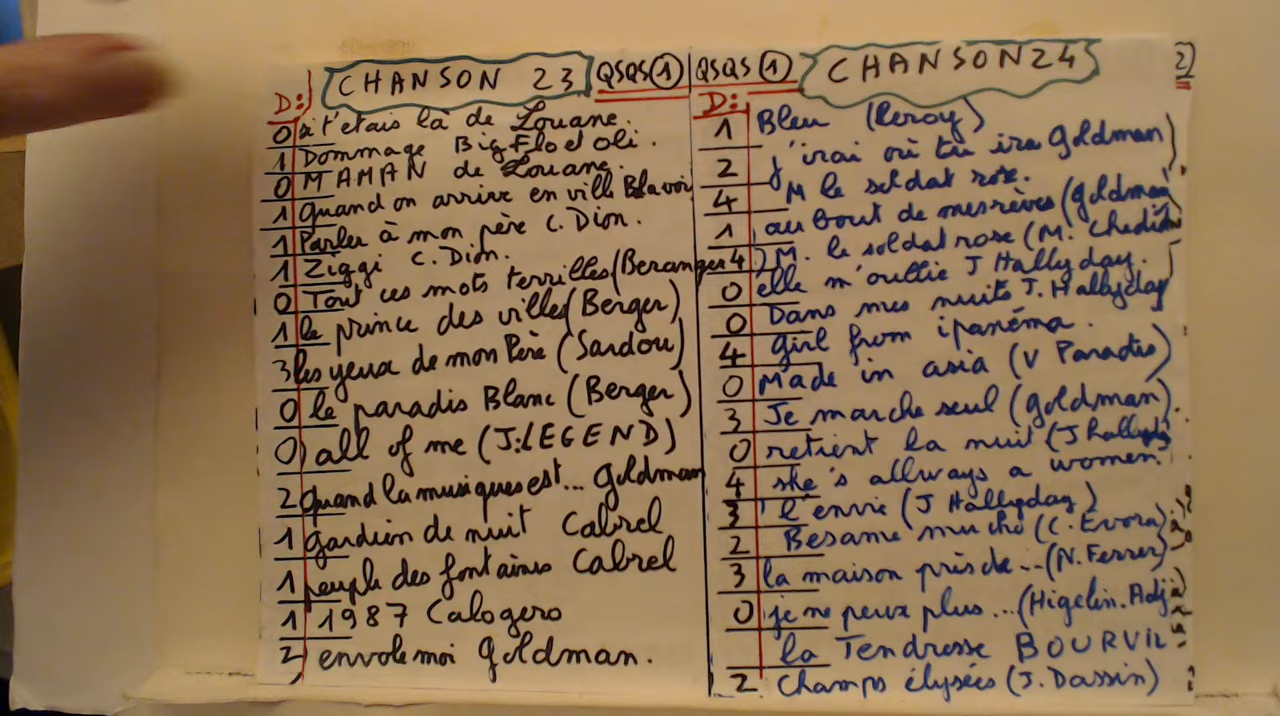 CHANSON 23 QSQS ①
D:
0 si t'étais là de Louane.
1 Dommage Bigflo et oli.
0 MAMAN de Louane.
1 Quand on arrive en ville Blavoi
1 Parler à mon père C. Dion.
1 Ziggi C. Dion.
0 Tout ces mots terrilles (Beranger
1 le prince des villes (Berger)
3 les yeux de mon Père (Sardou)
0 le paradis Blanc (Berger)
0 all of me (J:LEGEND)
2 quand la musiques est... Goldman
1 gardien de nuit Cabrel
1 peuple des fontaines Cabrel
1 1987 Calogero
2 envole moi Goldman.
QSQS ① CHANSON 24 2)
D:
1 Bleu (Leroy)
2 J'irai où tu ira Goldman)
4 M le soldat rose.
1 au bout de mes rêves (goldman
4 M. le soldat rose (M. Chedid
0 elle m'oublie J Hallyday.
0 Dans mes nuits J. Hallyday
4 girl from ipanéma.
0 Made in asia (V Paradis)
3 Je marche seul (goldman)
0 retient la nuit (J hallyday
4 she's allways a women.
3 l'envie (J Hallyday)
2 Besame mucho (C. Evora)
3 la maison près de... (N. Ferrer)
0 je ne peux plus... (Higelin. Adj
la Tendresse BOURVIL
2 Champs élysées (J. Dassin)